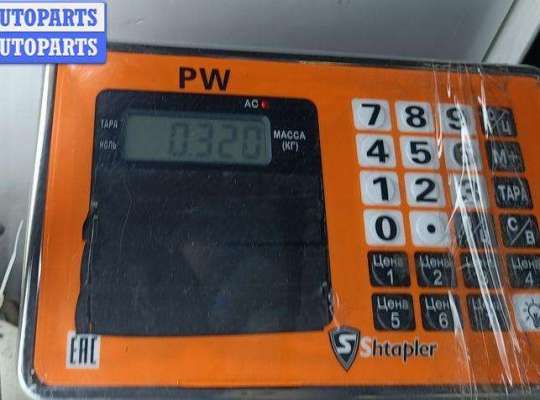 AUTOPARTS
AUTOPARTS
PW
AC
ТАРА
НОЛЬ
0.320
МАССА
(КГ)
7 8 9
4 5 6 М+
1 2 3 ТАРА
0 . С/В
Цена 1 Цена 2 4
Цена 5 Цена 6
EAC
S Shtapler